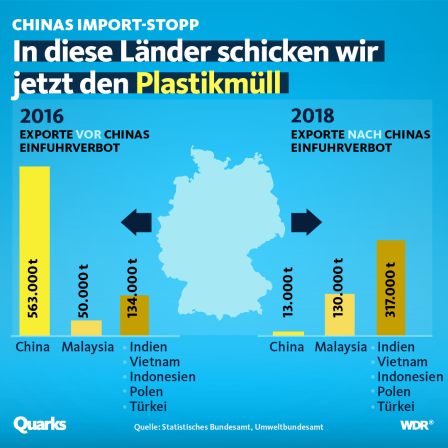 CHINAS IMPORT-STOPP
In diese Länder schicken wir
jetzt den Plastikmüll
2016
EXPORTE VOR CHINAS
EINFUHRVERBOT
563.000 t
50.000 t
134.000 t
China
Malaysia
· Indien
· Vietnam
· Indonesien
· Polen
· Türkei
2018
EXPORTE NACH CHINAS
EINFUHRVERBOT
13.000 t
130.000 t
317.000 t
China
Malaysia
· Indien
· Vietnam
· Indonesien
· Polen
· Türkei
Quarks
Quelle: Statistisches Bundesamt, Umweltbundesamt
WDR®